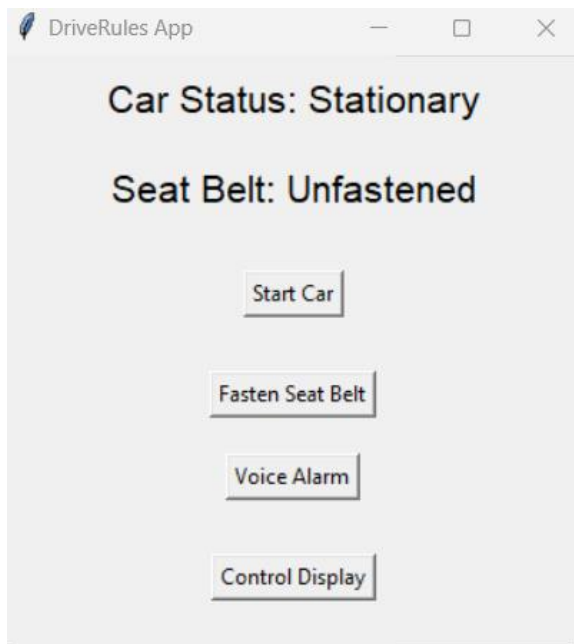 DriveRules App
Car Status: Stationary
Seat Belt: Unfastened
Start Car
Fasten Seat Belt
Voice Alarm
Control Display